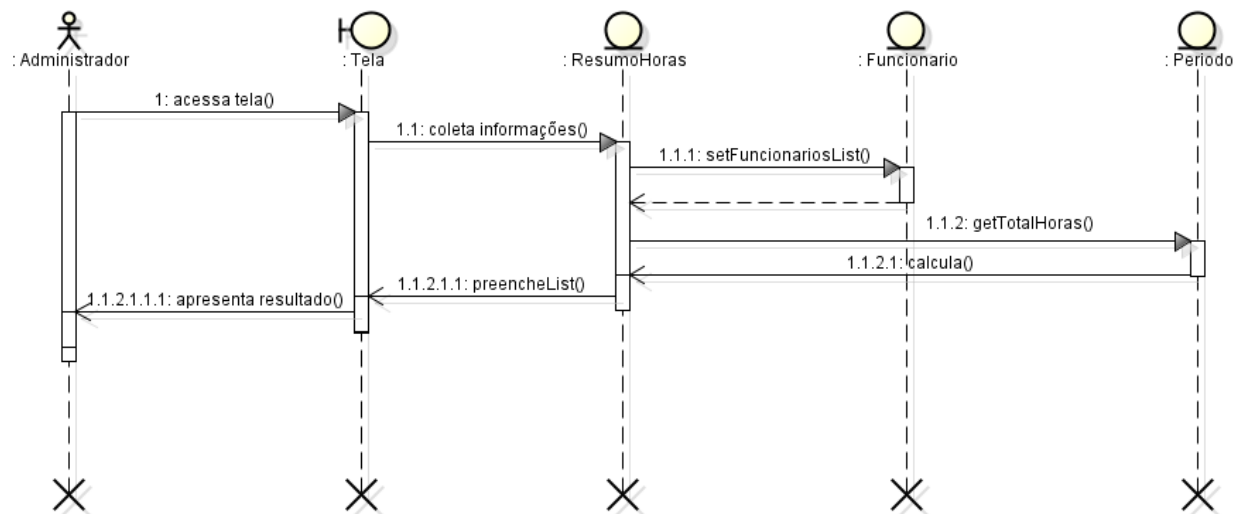 : Administrador
: Tela
: ResumoHoras
: Funcionario
: Periodo
1: acessa tela()
1.1: coleta informações()
1.1.1: setFuncionariosList()
1.1.2: getTotalHoras()
1.1.2.1: calcula()
1.1.2.1.1: preencheList()
1.1.2.1.1.1: apresenta resultado()